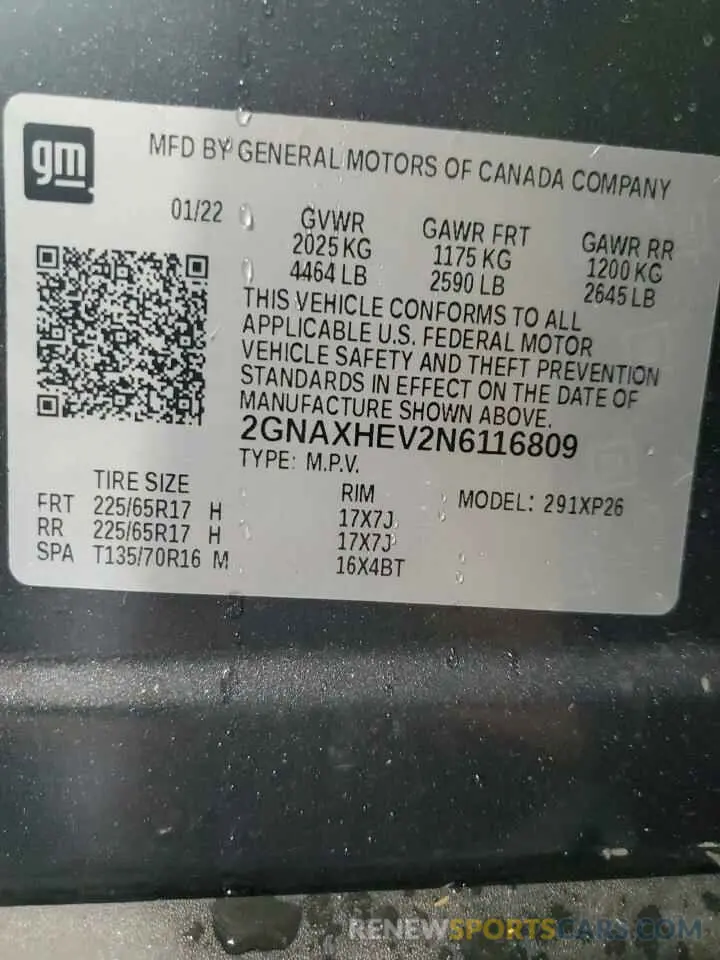 gm
MFD BY GENERAL MOTORS OF CANADA COMPANY
01/22 GVWR GAWR FRT GAWR RR
2025 KG 1175 KG 1200 KG
4464 LB 2590 LB 2645 LB
THIS VEHICLE CONFORMS TO ALL
APPLICABLE U.S. FEDERAL MOTOR
VEHICLE SAFETY AND THEFT PREVENTION
STANDARDS IN EFFECT ON THE DATE OF
MANUFACTURE SHOWN ABOVE.
2GNAXHEV2N6116809
TYPE: M.P.V.
TIRE SIZE RIM MODEL: 291XP26
FRT 225/65R17 H 17X7J
RR 225/65R17 H 17X7J
SPA T135/70R16 M 16X4BT
RENEWSPORTSCARS.COM